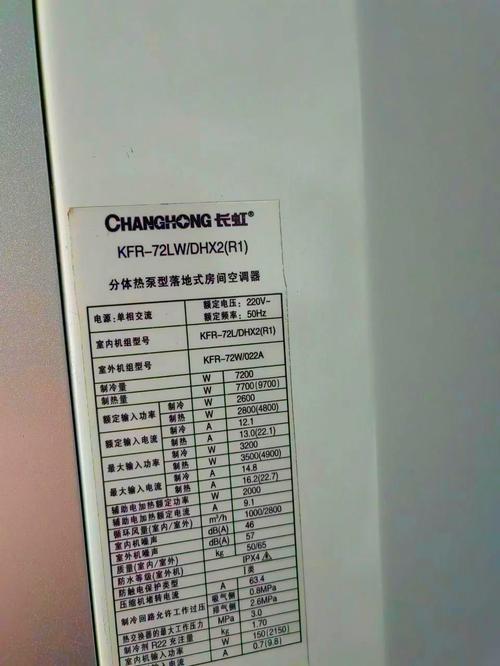 CHANGHONG 长虹®
KFR-72LW/DHX2(R1)
分体热泵型落地式房间空调器
电源:单相交流 额定电压:220V~ 额定频率:50Hz
室内机组型号 KFR-72L/DHX2(R1)
室外机组型号 KFR-72W/022A
制冷量 W 7200
制热量 W 7700(9700)
额定输入功率 制冷 W 2600
制热 W 2800(4800)
额定输入电流 制冷 A 12.1
制热 A 13.0(22.1)
最大输入功率 制冷 W 3200
制热 W 3500(4900)
最大输入电流 制冷 A 14.8
制热 A 16.2(22.7)
辅助电加热额定功率 W 2000
辅助电加热额定电流 A 9.1
循环风量(室内/室外) m³/h 1000/2800
室内机噪声 dB(A) 46
室外机噪声 dB(A) 57
质量(室内/室外) kg 50/65
防水等级(室外机) IPX4
防触电保护类型 I类
压缩机堵转电流 A 63.4
制冷回路允许工作过压 吸气侧 0.8MPa
排气侧 2.6MPa
热交换器的最大工作压力 MPa 3.0
制冷剂 R22 充注量 kg 1.70
室内机输入功率 W 150(2150)
室内机输入电流 A 0.7(9.8)